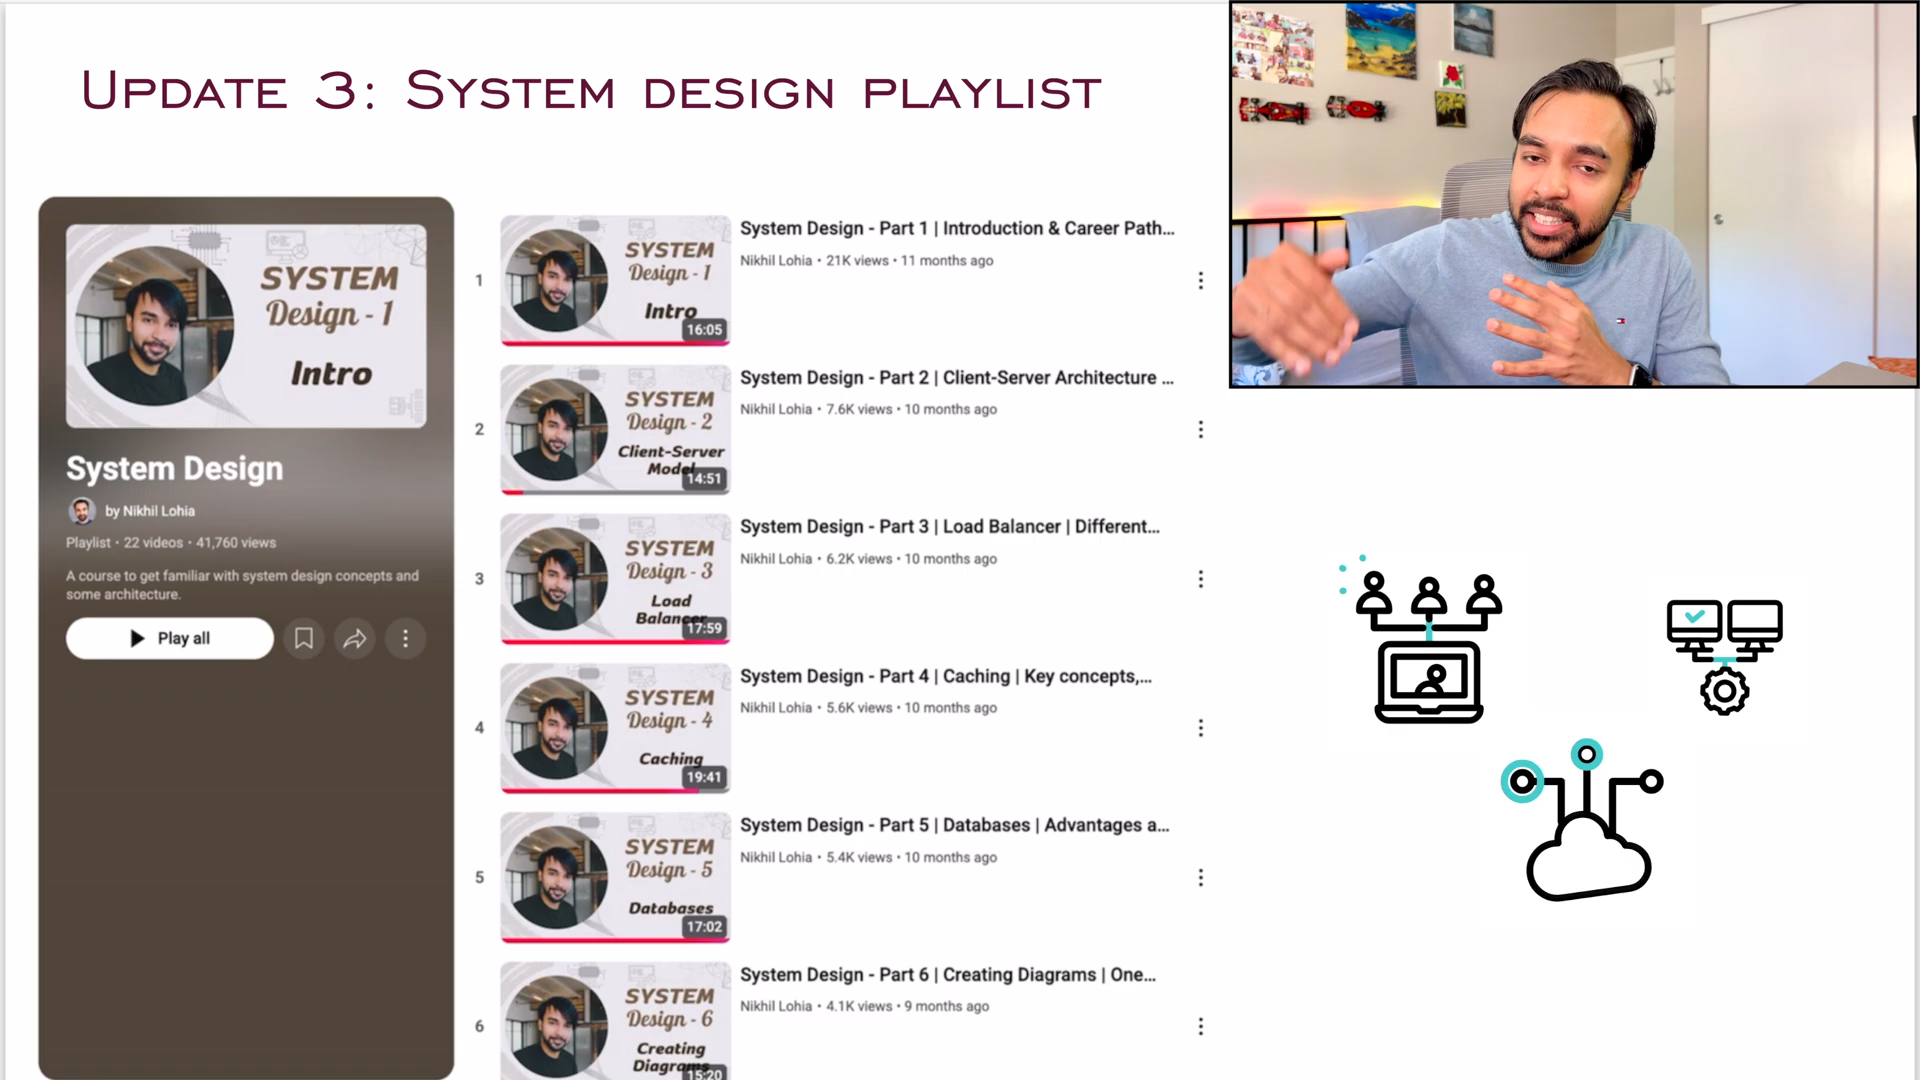 Update 3: System design playlist
SYSTEM
Design - 1
Intro
System Design
by Nikhil Lohia
Playlist • 22 videos • 41,760 views
A course to get familiar with system design concepts and
some architecture.
Play all
1
SYSTEM
Design - 1
Intro
16:05
System Design - Part 1 | Introduction & Career Path...
Nikhil Lohia • 21K views • 11 months ago
2
SYSTEM
Design - 2
Client-Server
Model
14:51
System Design - Part 2 | Client-Server Architecture ...
Nikhil Lohia • 7.6K views • 10 months ago
3
SYSTEM
Design - 3
Load
Balancer
17:59
System Design - Part 3 | Load Balancer | Different...
Nikhil Lohia • 6.2K views • 10 months ago
4
SYSTEM
Design - 4
Caching
19:41
System Design - Part 4 | Caching | Key concepts,...
Nikhil Lohia • 5.6K views • 10 months ago
5
SYSTEM
Design - 5
Databases
17:02
System Design - Part 5 | Databases | Advantages a...
Nikhil Lohia • 5.4K views • 10 months ago
6
SYSTEM
Design - 6
Creating
Diagrams
15:20
System Design - Part 6 | Creating Diagrams | One...
Nikhil Lohia • 4.1K views • 9 months ago